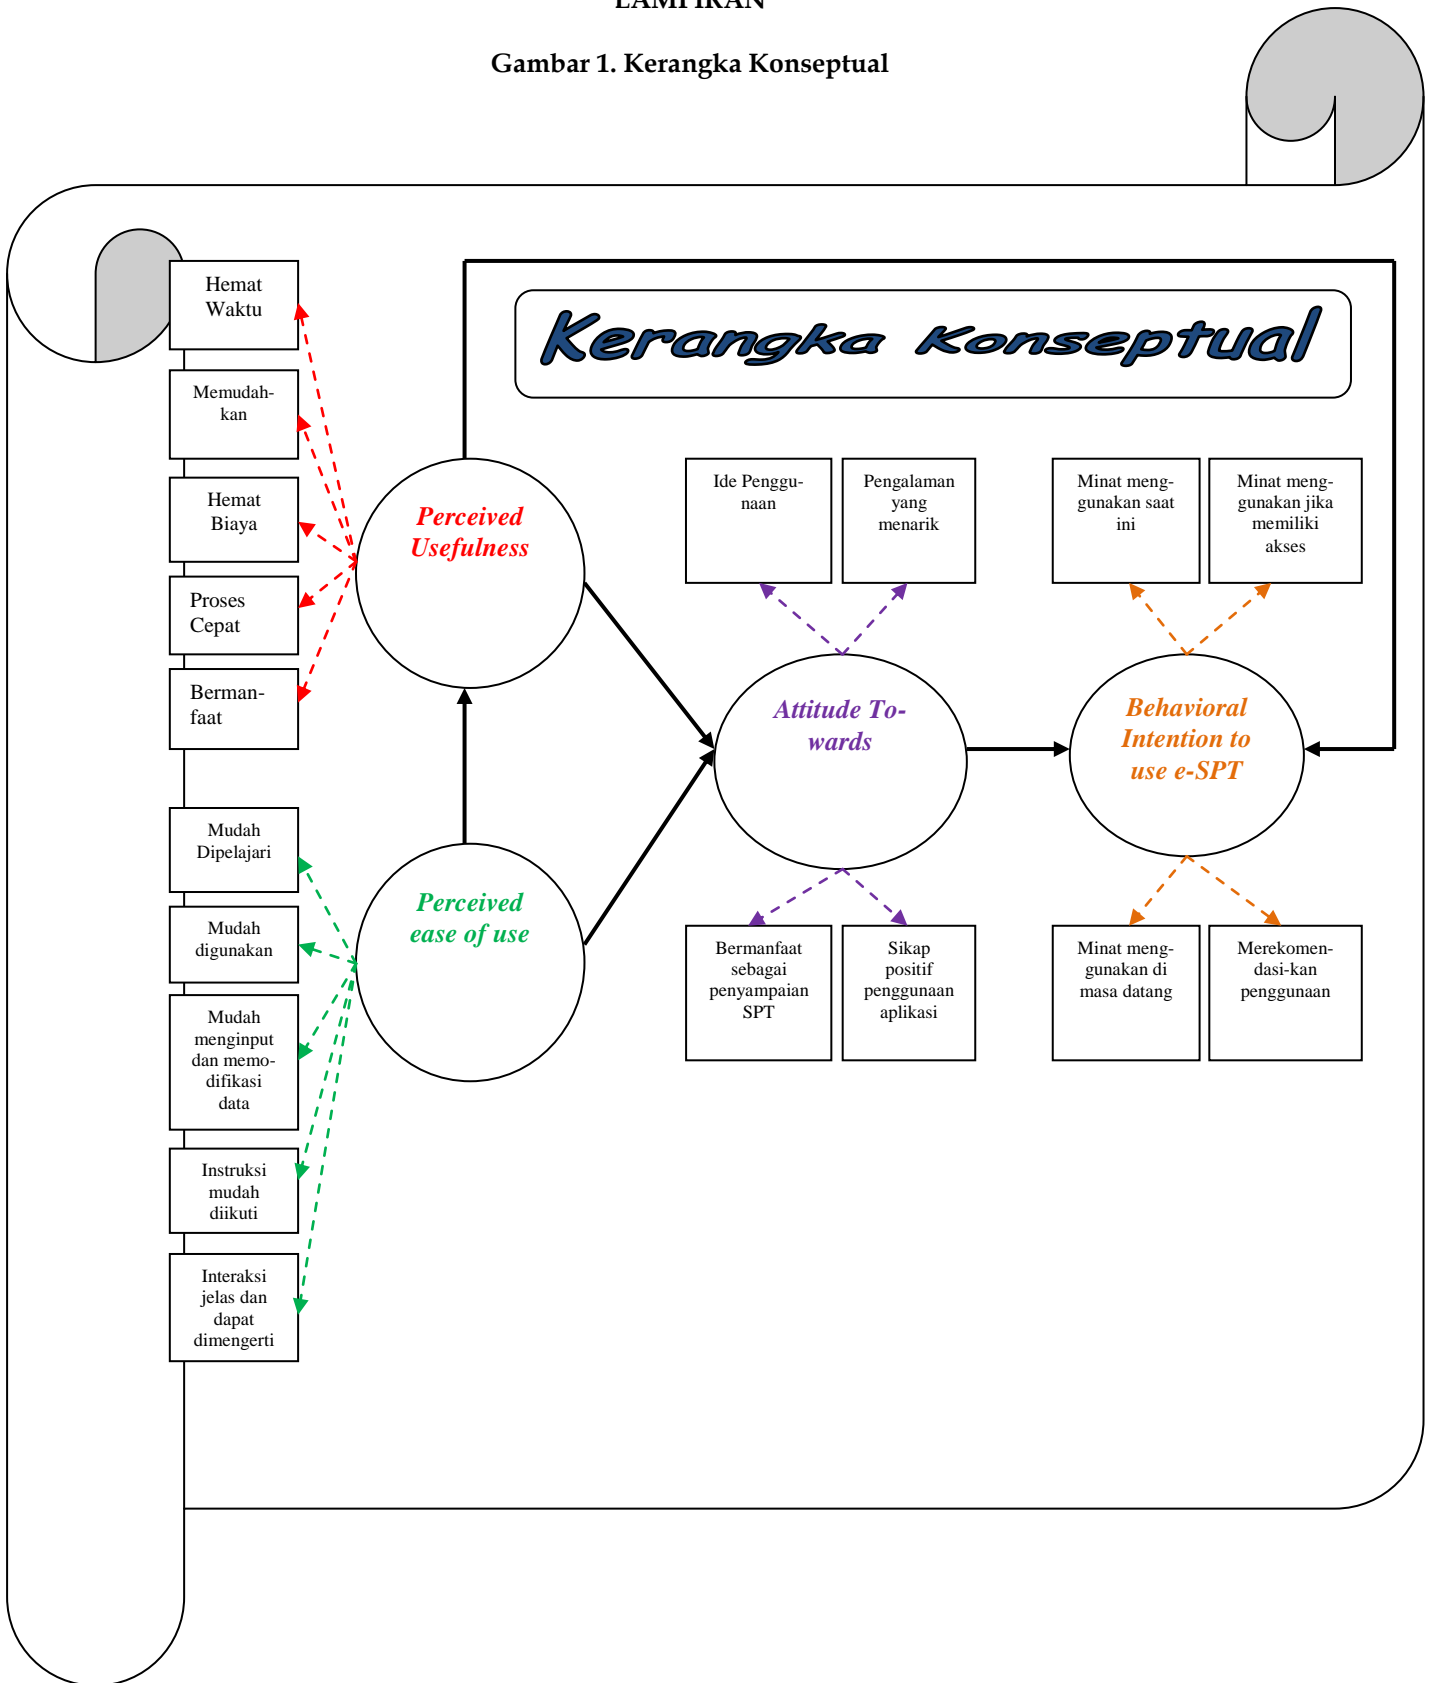 LAMPIRAN
Gambar 1. Kerangka Konseptual
Kerangka Konseptual
Hemat
Waktu
Memudah-
kan
Hemat
Biaya
Proses
Cepat
Berman-
faat
Perceived
Usefulness
Ide Penggu-
naan
Pengalaman
yang
menarik
Minat meng-
gunakan saat
ini
Minat meng-
gunakan jika
memiliki
akses
Attitude To-
wards
Behavioral
Intention to
use e-SPT
Mudah
Dipelajari
Mudah
digunakan
Mudah
menginput
dan memo-
difikasi
data
Instruksi
mudah
diikuti
Interaksi
jelas dan
dapat
dimengerti
Perceived
ease of use
Bermanfaat
sebagai
penyampaian
SPT
Sikap
positif
penggunaan
aplikasi
Minat meng-
gunakan di
masa datang
Merekomen-
dasi-kan
penggunaan